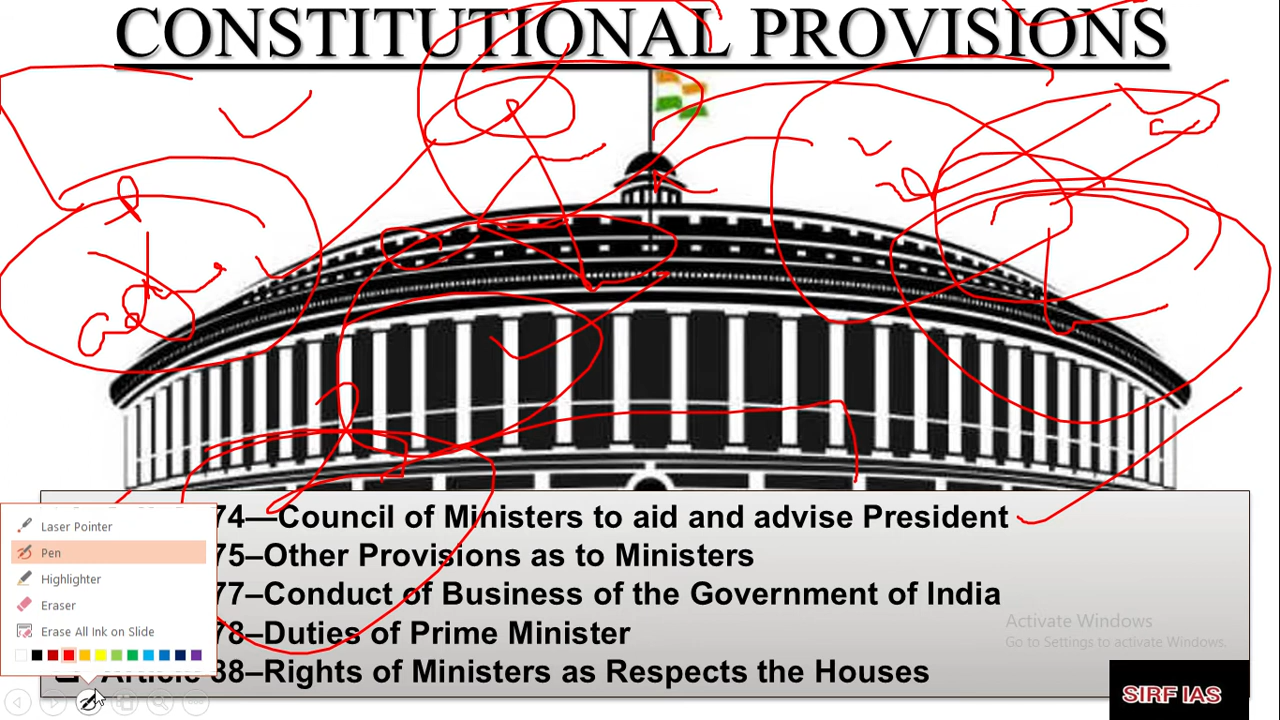 CONSTITUTIONAL PROVISIONS
74—Council of Ministers to aid and advise President
75–Other Provisions as to Ministers
77–Conduct of Business of the Government of India
78–Duties of Prime Minister
Article 88–Rights of Ministers as Respects the Houses
Laser Pointer
Pen
Highlighter
Eraser
Erase All Ink on Slide
Activate Windows
Go to Settings to activate Windows.
SIRF IAS